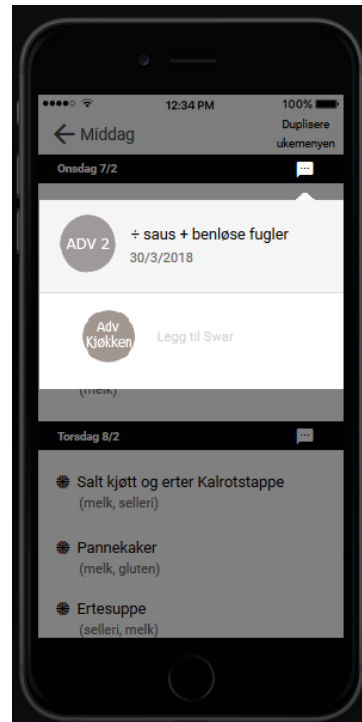 12:34 PM
100%
Middag
Duplisere
ukemenyen
Onsdag 7/2
ADV 2
÷ saus + benløse fugler
30/3/2018
Adv
Kjøkken
Legg til Swar
(melk)
Torsdag 8/2
Salt kjøtt og erter Kalrotstappe
(melk, selleri)
Pannekaker
(melk, gluten)
Ertesuppe
(selleri, melk)